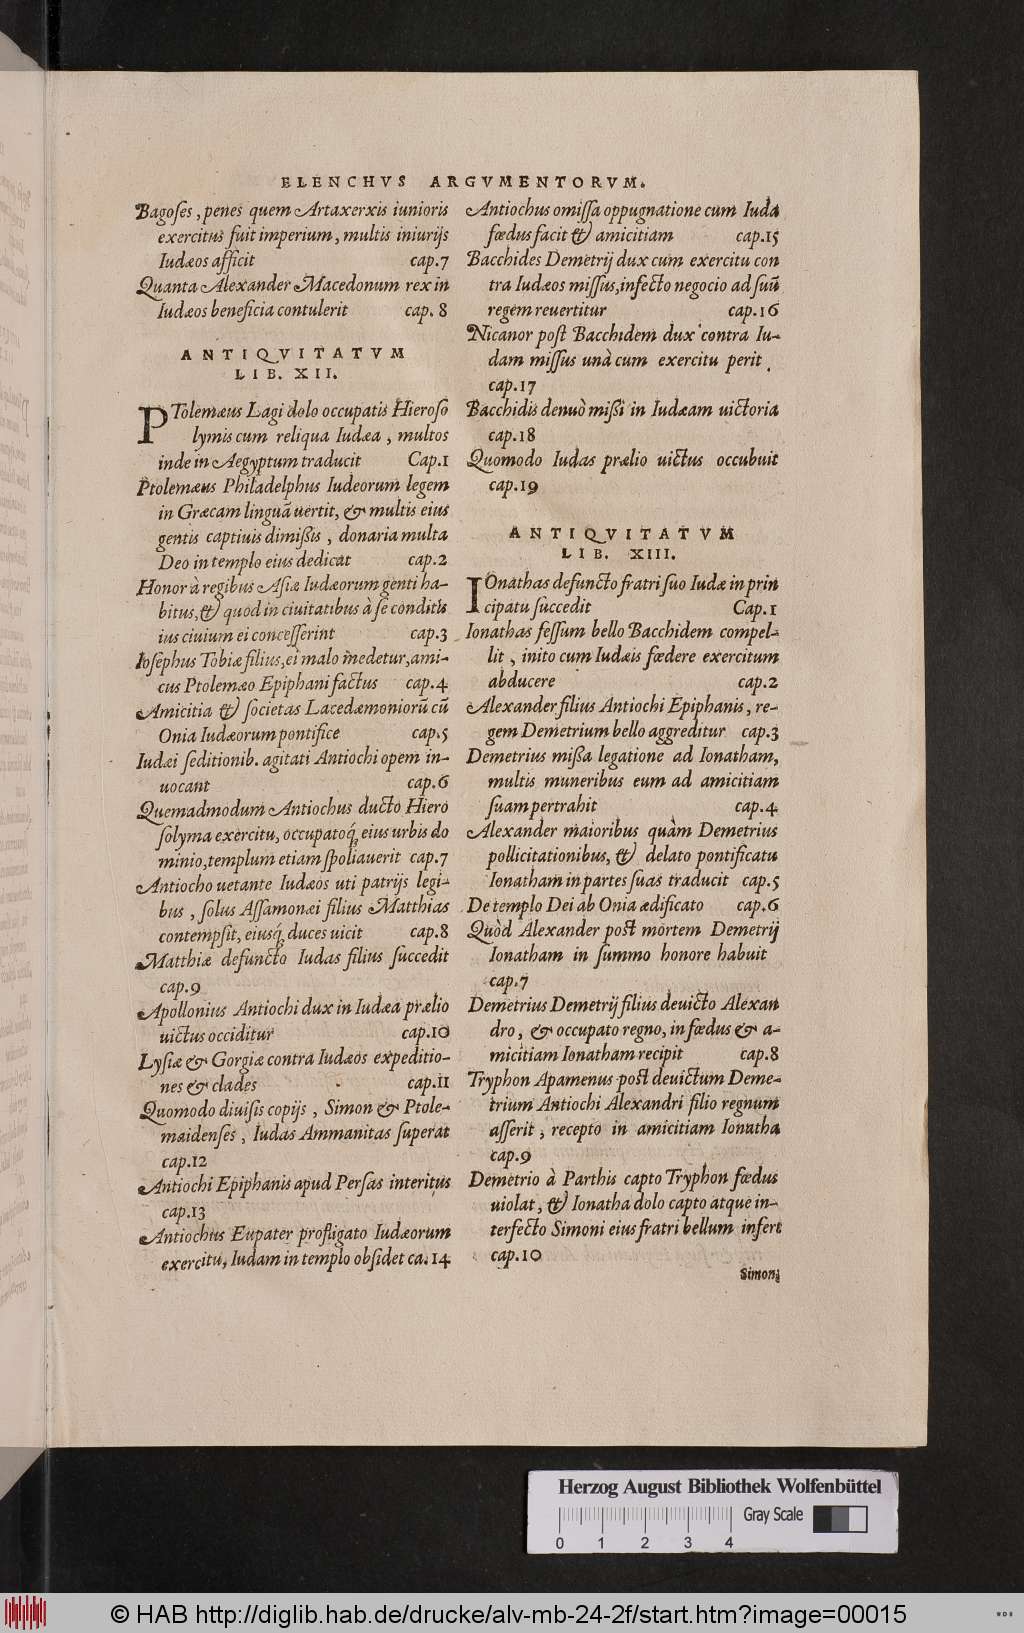 ELENCHVS ARGVMENTORVM.
Bagoſes, penes quem Artaxerxis iunioris
exercitus fuit imperium, multis iniurijs
Iudæos afficit cap.7
Quanta Alexander Macedonum rex in
Iudæos beneficia contulerit cap. 8
ANTIQVITATVM
LIB. XII.
PTolemæus Lagi dolo occupatis Hieroſo
lymis cum reliqua Iudæa, multos
inde in Aegyptum traducit Cap.1
Ptolemæus Philadelphus Iudeorum legem
in Græcam linguā uertit, & multis eius
gentis captiuis dimiſsis, donaria multa
Deo in templo eius dedicat cap.2
Honor à regibus Aſiæ Iudæorum genti ha-
bitus, & quod in ciuitatibus à ſe conditis
ius ciuium ei conceſſerint cap.3
Ioſephus Tobiæ filius, ei malo medetur, ami-
cus Ptolemæo Epiphani factus cap.4
Amicitia & ſocietas Lacedæmoniorū cū
Onia Iudæorum pontifice cap.5
Iudæi ſeditionib. agitati Antiochi opem in-
uocant cap.6
Quemadmodum Antiochus ducto Hiero
ſolyma exercitu, occupatoq́; eius urbis do
minio, templum etiam ſpoliauerit cap.7
Antiocho uetante Iudæos uti patrijs legi-
bus, ſolus Aſſamonæi filius Matthias
contempſit, eiusq́; duces uicit cap.8
Matthiæ defuncto Iudas filius ſuccedit
cap.9
Apollonius Antiochi dux in Iudæa prælio
uictus occiditur cap.10
Lyſiæ & Gorgiæ contra Iudæos expeditio-
nes & clades cap.11
Quomodo diuiſis copijs, Simon & Ptole-
maidenſes, Iudas Ammanitas ſuperat
cap.12
Antiochi Epiphanis apud Perſas interitus
cap.13
Antiochus Eupater profligato Iudæorum
exercitu, Iudam in templo obſidet ca.14
Antiochus omiſſa oppugnatione cum Iuda
fœdus facit & amicitiam cap.15
Bacchides Demetrij dux cum exercitu con
tra Iudæos miſſus, infecto negocio ad ſuū
regem reuertitur cap.16
Nicanor poſt Bacchidem dux contra Iu-
dam miſſus unà cum exercitu perit.
cap.17
Bacchidis denuò miſsi in Iudæam uictoria
cap.18
Quomodo Iudas prælio uictus occubuit
cap.19
ANTIQVITATVM
LIB. XIII.
IOnathas defuncto fratri ſuo Iudæ in prin
cipatu ſuccedit Cap.1
Ionathas feſſum bello Bacchidem compel-
lit, inito cum Iudæis fœdere exercitum
abducere cap.2
Alexander filius Antiochi Epiphanis, re-
gem Demetrium bello aggreditur cap.3
Demetrius miſſa legatione ad Ionatham,
multis muneribus eum ad amicitiam
ſuam pertrahit cap.4
Alexander maioribus quàm Demetrius
pollicitationibus, & delato pontificatu
Ionatham in partes ſuas traducit cap.5
De templo Dei ab Onia ædificato cap.6
Quòd Alexander poſt mortem Demetrij
Ionatham in ſummo honore habuit
cap.7
Demetrius Demetrij filius deuicto Alexan
dro, & occupato regno, in fœdus & a-
micitiam Ionatham recipit cap.8
Tryphon Apamenus poſt deuictum Deme-
trium Antiochi Alexandri filio regnum
aſſerit, recepto in amicitiam Ionatha
cap.9
Demetrio à Parthis capto Tryphon fœdus
uiolat, & Ionatha dolo capto atque in-
terfecto Simoni eius fratri bellum infert
cap.10
Simoni
Herzog August Bibliothek Wolfenbüttel
Gray Scale
0 1 2 3 4
© HAB http://diglib.hab.de/drucke/alv-mb-24-2f/start.htm?image=00015